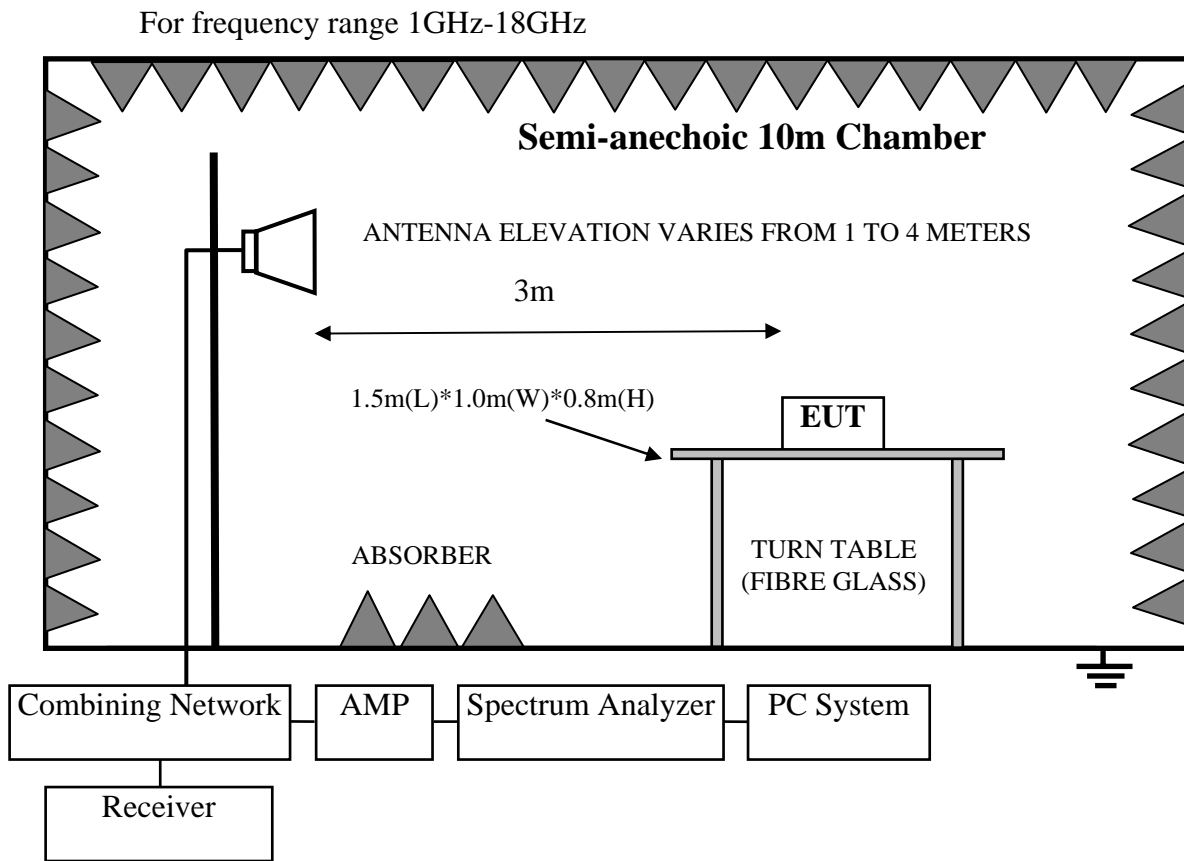 For frequency range 1GHz-18GHz
Semi-anechoic 10m Chamber
ANTENNA ELEVATION VARIES FROM 1 TO 4 METERS
3m
1.5m(L)*1.0m(W)*0.8m(H)
EUT
ABSORBER
TURN TABLE
(FIBRE GLASS)
Combining Network
AMP
Spectrum Analyzer
PC System
Receiver